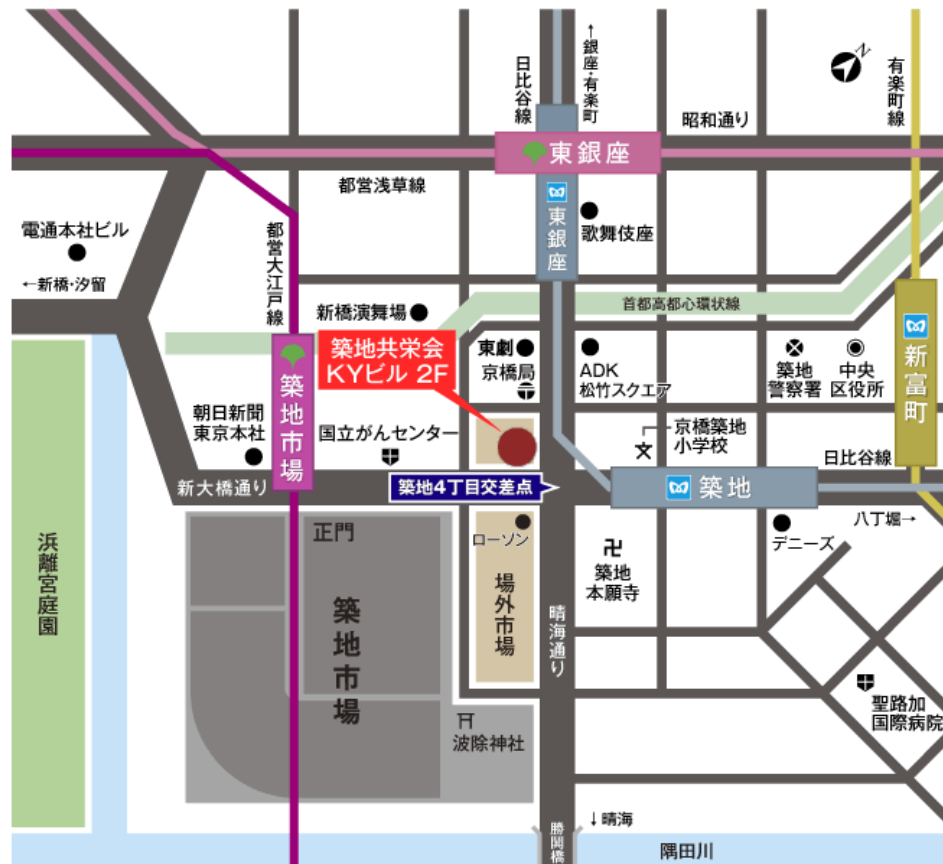 N
日比谷線
↑銀座・有楽町
有楽町線
昭和通り
東銀座
都営浅草線
東銀座
歌舞伎座
電通本社ビル
←新橋・汐留
都営大江戸線
新橋演舞場
首都高都心環状線
築地共栄会
KYビル 2F
東劇
京橋局
ADK
松竹スクエア
築地
警察署
中央
区役所
新富町
築地市場
朝日新聞
東京本社
国立がんセンター
京橋築地
小学校
日比谷線
新大橋通り
築地4丁目交差点
築地
八丁堀→
正門
ローソン
デニーズ
浜離宮庭園
築地市場
場外市場
築地
本願寺
晴海通り
聖路加
国際病院
波除神社
↓晴海
勝鬨橋
隅田川